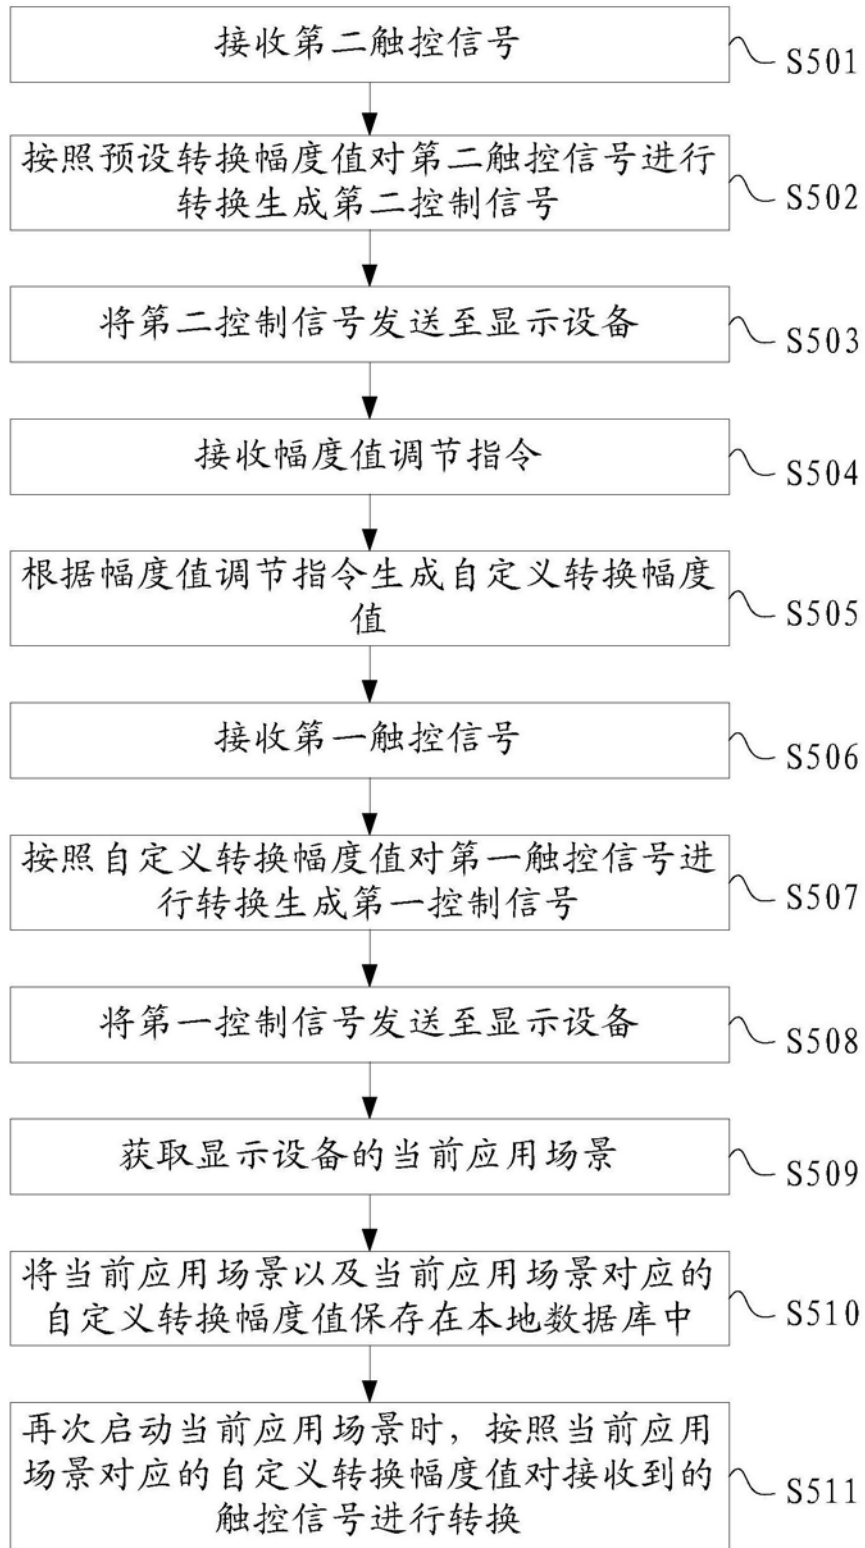 接收第二触控信号
S501
按照预设转换幅度值对第二触控信号进行
转换生成第二控制信号
S502
将第二控制信号发送至显示设备
S503
接收幅度值调节指令
S504
根据幅度值调节指令生成自定义转换幅度
值
S505
接收第一触控信号
S506
按照自定义转换幅度值对第一触控信号进
行转换生成第一控制信号
S507
将第一控制信号发送至显示设备
S508
获取显示设备的当前应用场景
S509
将当前应用场景以及当前应用场景对应的
自定义转换幅度值保存在本地数据库中
S510
再次启动当前应用场景时，按照当前应用
场景对应的自定义转换幅度值对接收到的
触控信号进行转换
S511